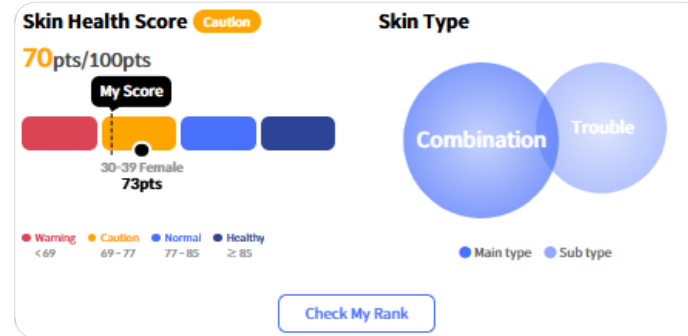 Skin Health Score Caution
70pts/100pts
My Score
30-39 Female
73pts
Warning Caution Normal Healthy
<69 69-77 77-85 ≥ 85
Skin Type
Combination
Trouble
Main type Sub type
Check My Rank